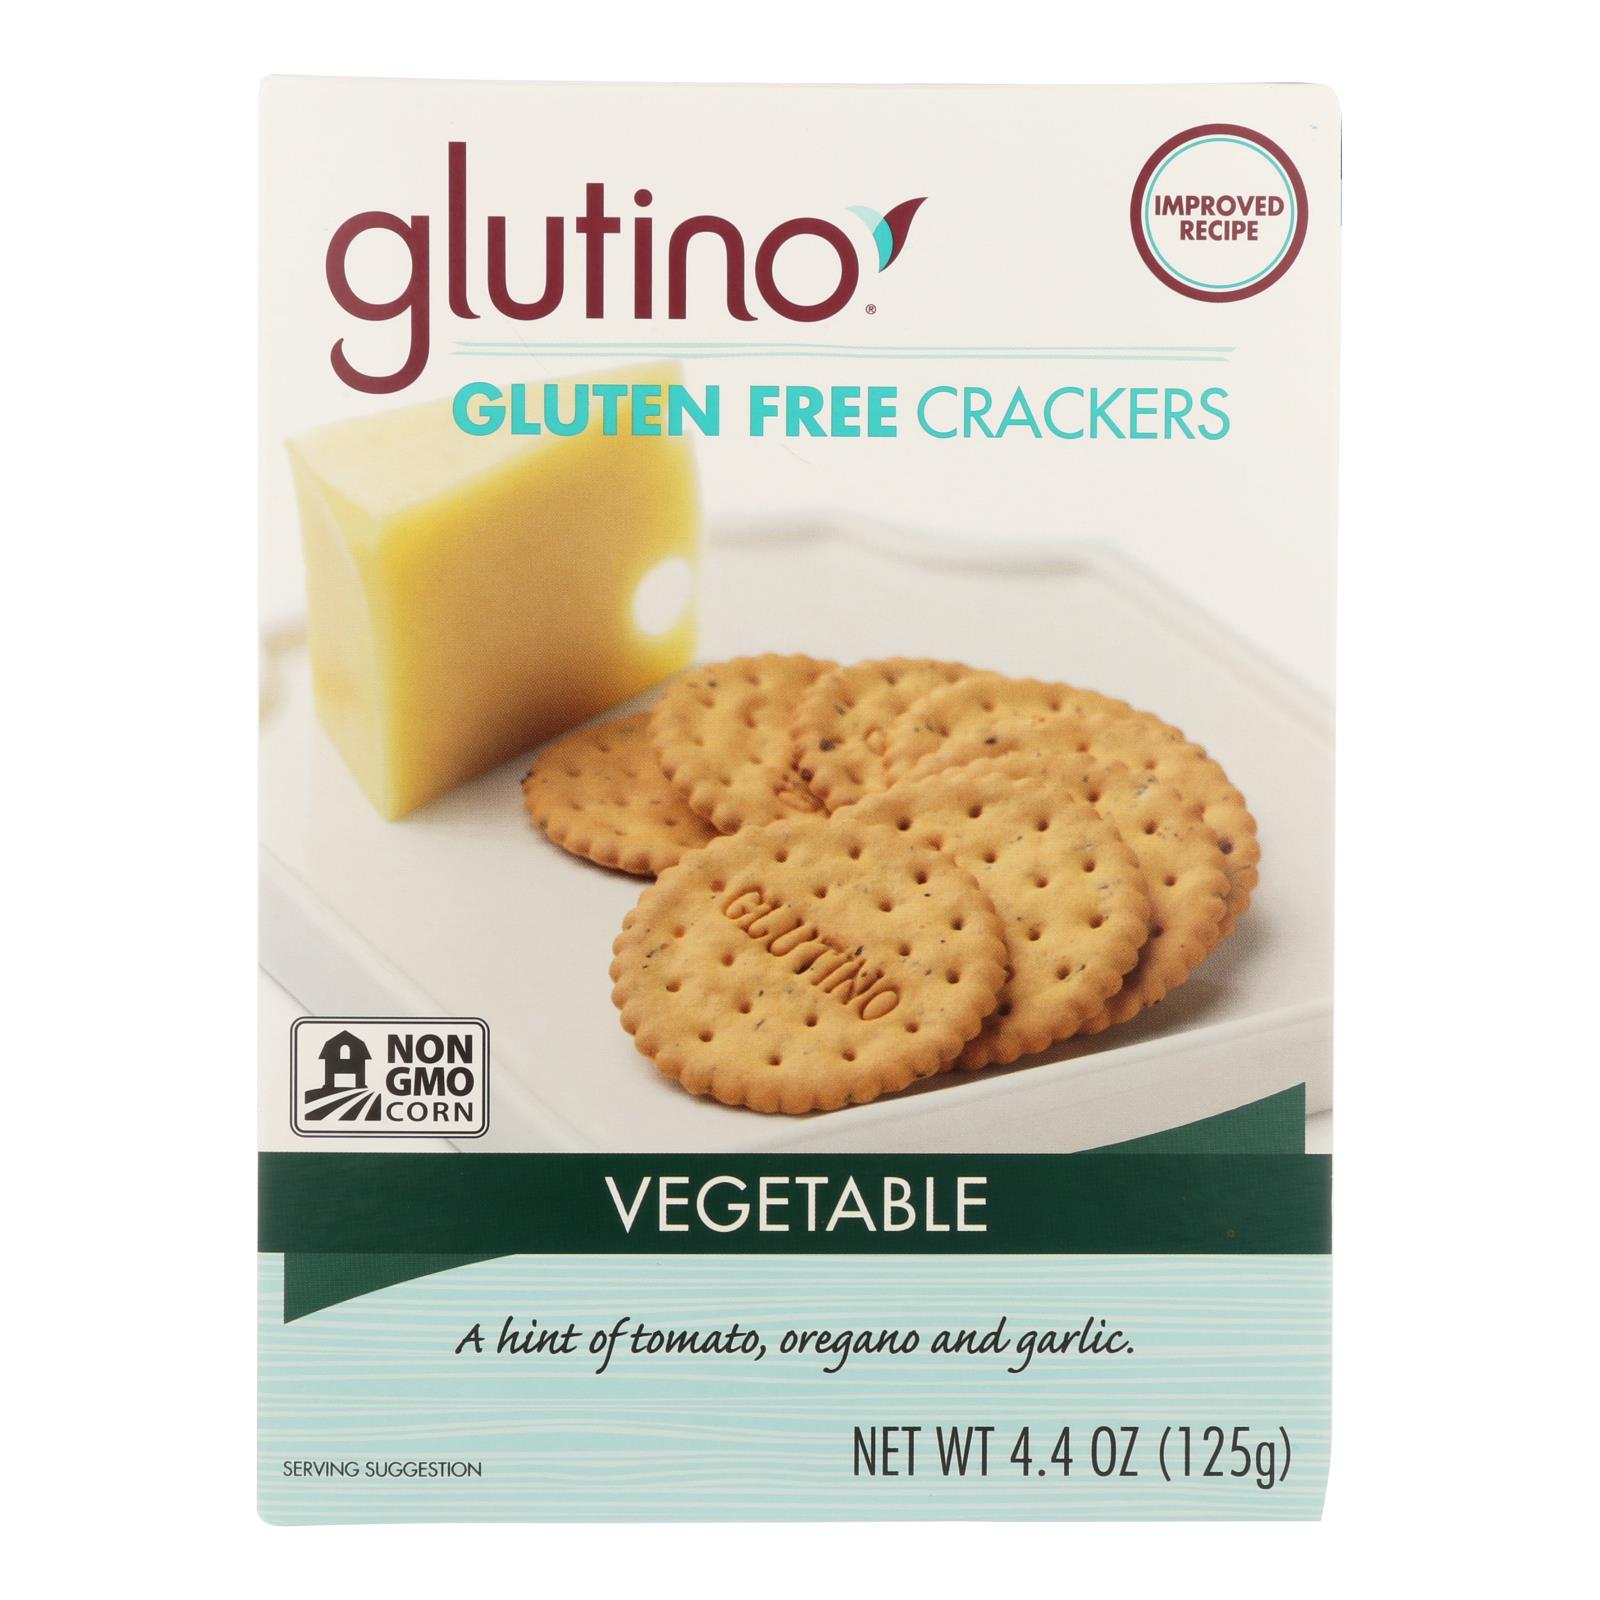 glutino®
IMPROVED
RECIPE
GLUTEN FREE CRACKERS
GLUTINO
NON
GMO
CORN
VEGETABLE
A hint of tomato, oregano and garlic.
NET WT 4.4 OZ (125g)
SERVING SUGGESTION